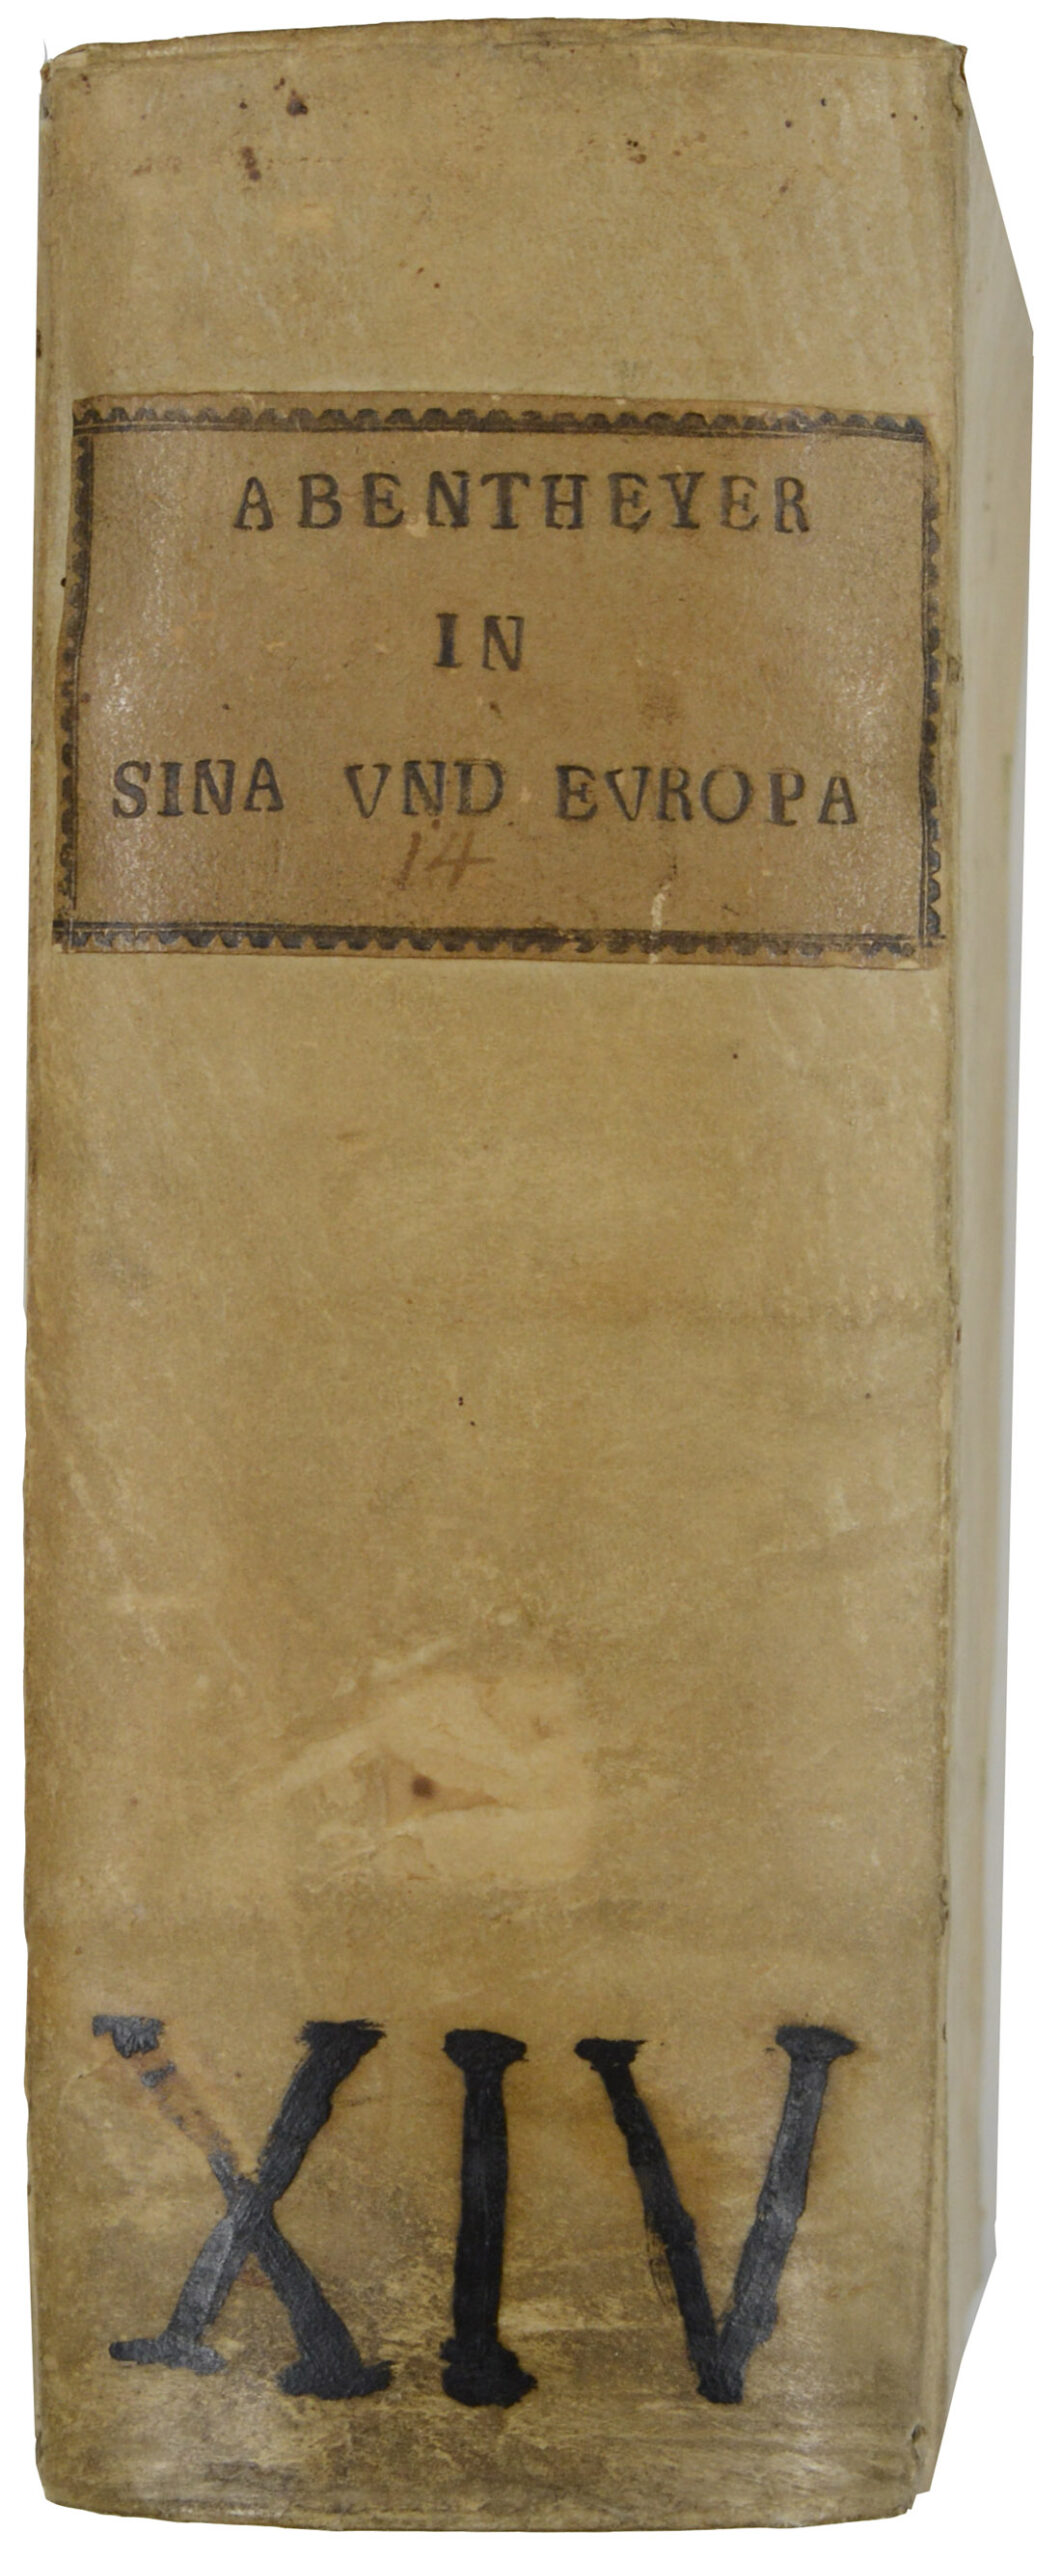 ABENTHEYER
IN
SINA VND EVROPA
14
XIV